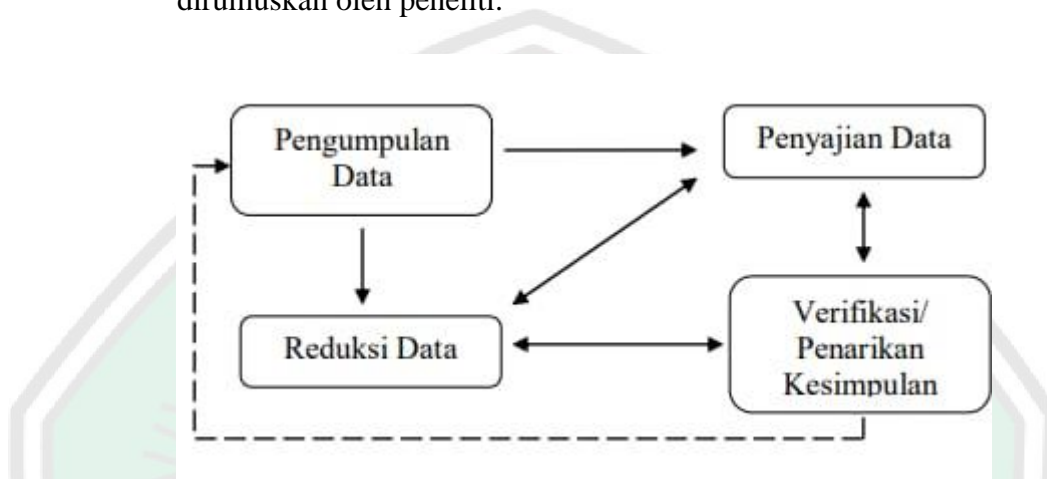 dirumuskan oleh peneliti.
Pengumpulan
Data
Penyajian Data
Reduksi Data
Verifikasi/
Penarikan
Kesimpulan